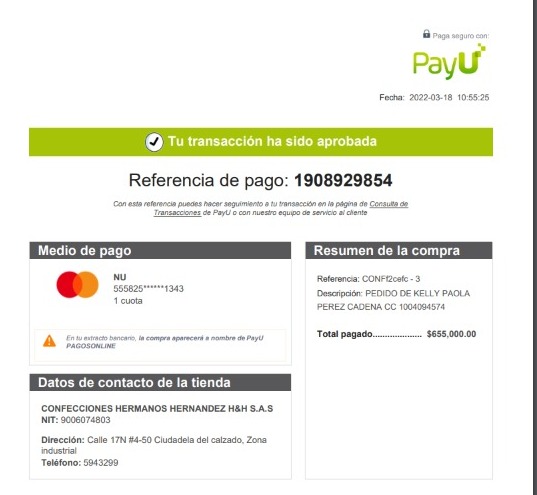 Paga seguro con:
PayU
Fecha: 2022-03-18 10:55:25
Tu transacción ha sido aprobada
Referencia de pago: 1908929854
Con esta referencia puedes hacer seguimiento a tu transacción en la página de Consulta de
Transacciones de PayU o con nuestro equipo de servicio al cliente
Medio de pago
NU
555825******1343
1 cuota
En tu extracto bancario, la compra aparecerá a nombre de PayU
PAGOSONLINE
Datos de contacto de la tienda
CONFECCIONES HERMANOS HERNANDEZ H&H S.A.S
NIT: 9006074803
Dirección: Calle 17N #4-50 Ciudadela del calzado, Zona
industrial
Teléfono: 5943299
Resumen de la compra
Referencia: CONFf2cefc - 3
Descripción: PEDIDO DE KELLY PAOLA
PEREZ CADENA CC 1004094574
Total pagado.................... $655,000.00